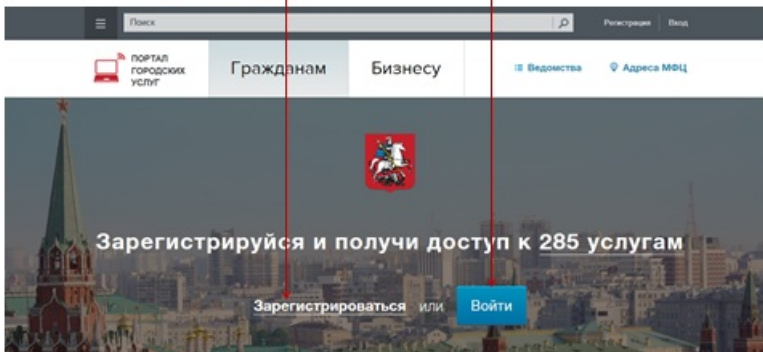 Поиск
Регистрация Вход
ПОРТАЛ
ГОРОДСКИХ
УСЛУГ
Гражданам
Бизнесу
Ведомства
Адреса МФЦ
Зарегистрируйся и получи доступ к 285 услугам
Зарегистрироваться или Войти